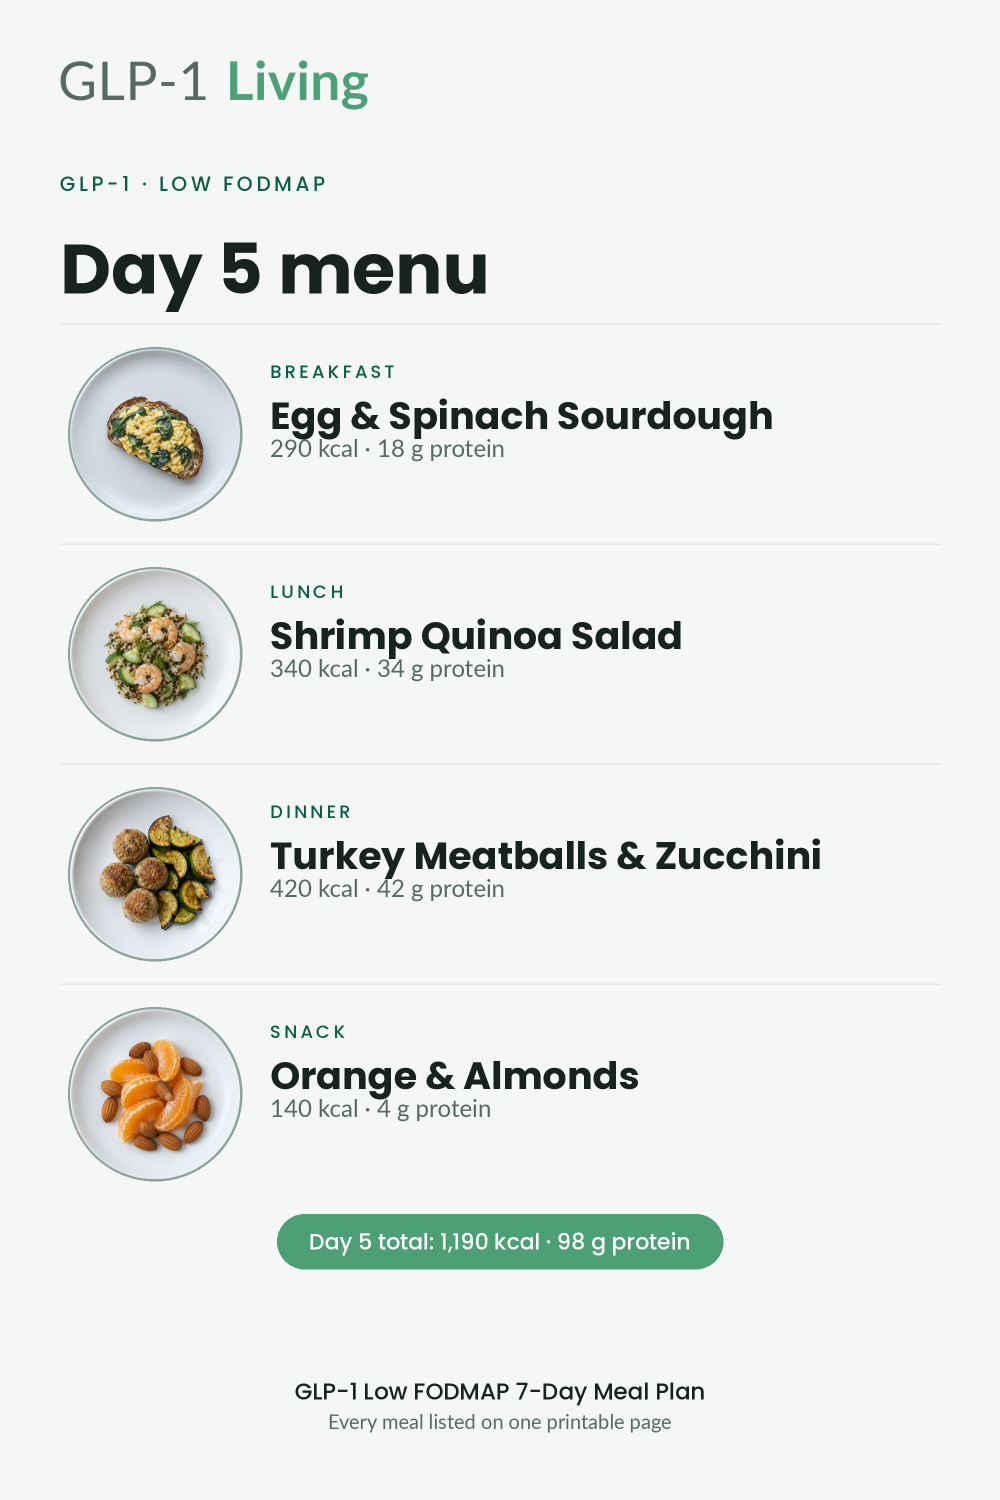 GLP-1 Living
GLP-1 · LOW FODMAP
Day 5 menu
BREAKFAST
Egg & Spinach Sourdough
290 kcal · 18 g protein
LUNCH
Shrimp Quinoa Salad
340 kcal · 34 g protein
DINNER
Turkey Meatballs & Zucchini
420 kcal · 42 g protein
SNACK
Orange & Almonds
140 kcal · 4 g protein
Day 5 total: 1,190 kcal · 98 g protein
GLP-1 Low FODMAP 7-Day Meal Plan
Every meal listed on one printable page